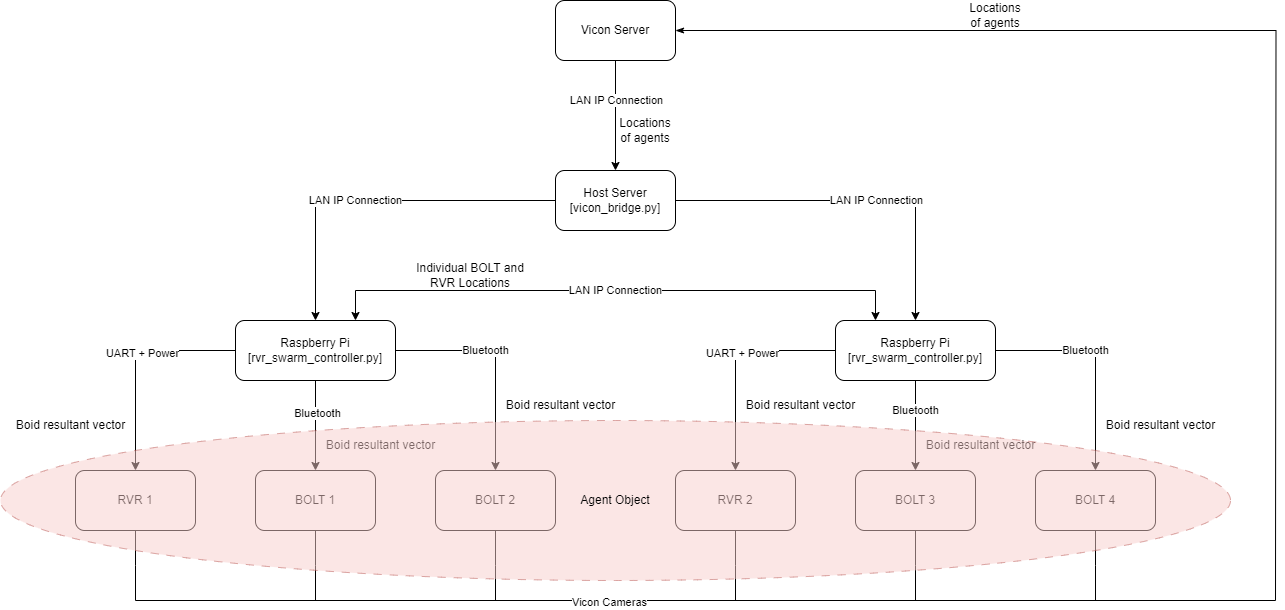 Locations
of agents
Vicon Server
LAN IP Connection
Locations
of agents
Host Server
[vicon_bridge.py]
LAN IP Connection
LAN IP Connection
Individual BOLT and
RVR Locations
LAN IP Connection
Raspberry Pi
[rvr_swarm_controller.py]
Raspberry Pi
[rvr_swarm_controller.py]
UART + Power
Bluetooth
UART + Power
Bluetooth
Bluetooth
Bluetooth
Boid resultant vector
Boid resultant vector
Boid resultant vector
Boid resultant vector
Boid resultant vector
Boid resultant vector
RVR 1
BOLT 1
BOLT 2
Agent Object
RVR 2
BOLT 3
BOLT 4
Vicon Cameras